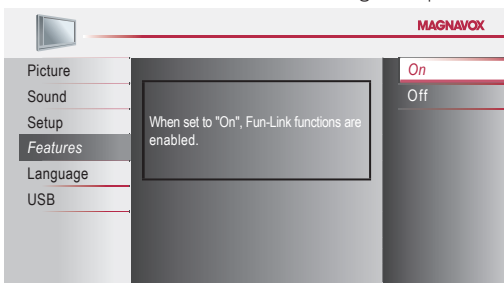 MAGNAVOX
Picture
Sound
Setup
Features
Language
USB
When set to "On", Fun-Link functions are
enabled.
On
Off